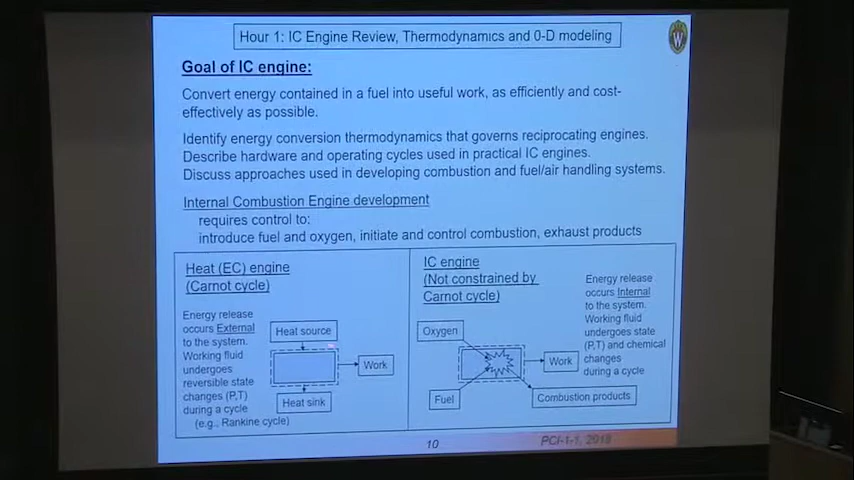 Hour 1: IC Engine Review, Thermodynamics and 0-D modeling
W
Goal of IC engine:
Convert energy contained in a fuel into useful work, as efficiently and cost-
effectively as possible.
Identify energy conversion thermodynamics that governs reciprocating engines.
Describe hardware and operating cycles used in practical IC engines.
Discuss approaches used in developing combustion and fuel/air handling systems.
Internal Combustion Engine development
requires control to:
introduce fuel and oxygen, initiate and control combustion, exhaust products
Heat (EC) engine
(Carnot cycle)
Energy release
occurs External
to the system.
Working fluid
undergoes
reversible state
changes (P,T)
during a cycle
(e.g., Rankine cycle)
Heat source
Work
Heat sink
IC engine
(Not constrained by
Carnot cycle)
Oxygen
Fuel
Work
Combustion products
Energy release
occurs Internal
to the system.
Working fluid
undergoes state
(P,T) and chemical
changes
during a cycle
10
PCI-1-1, 2018